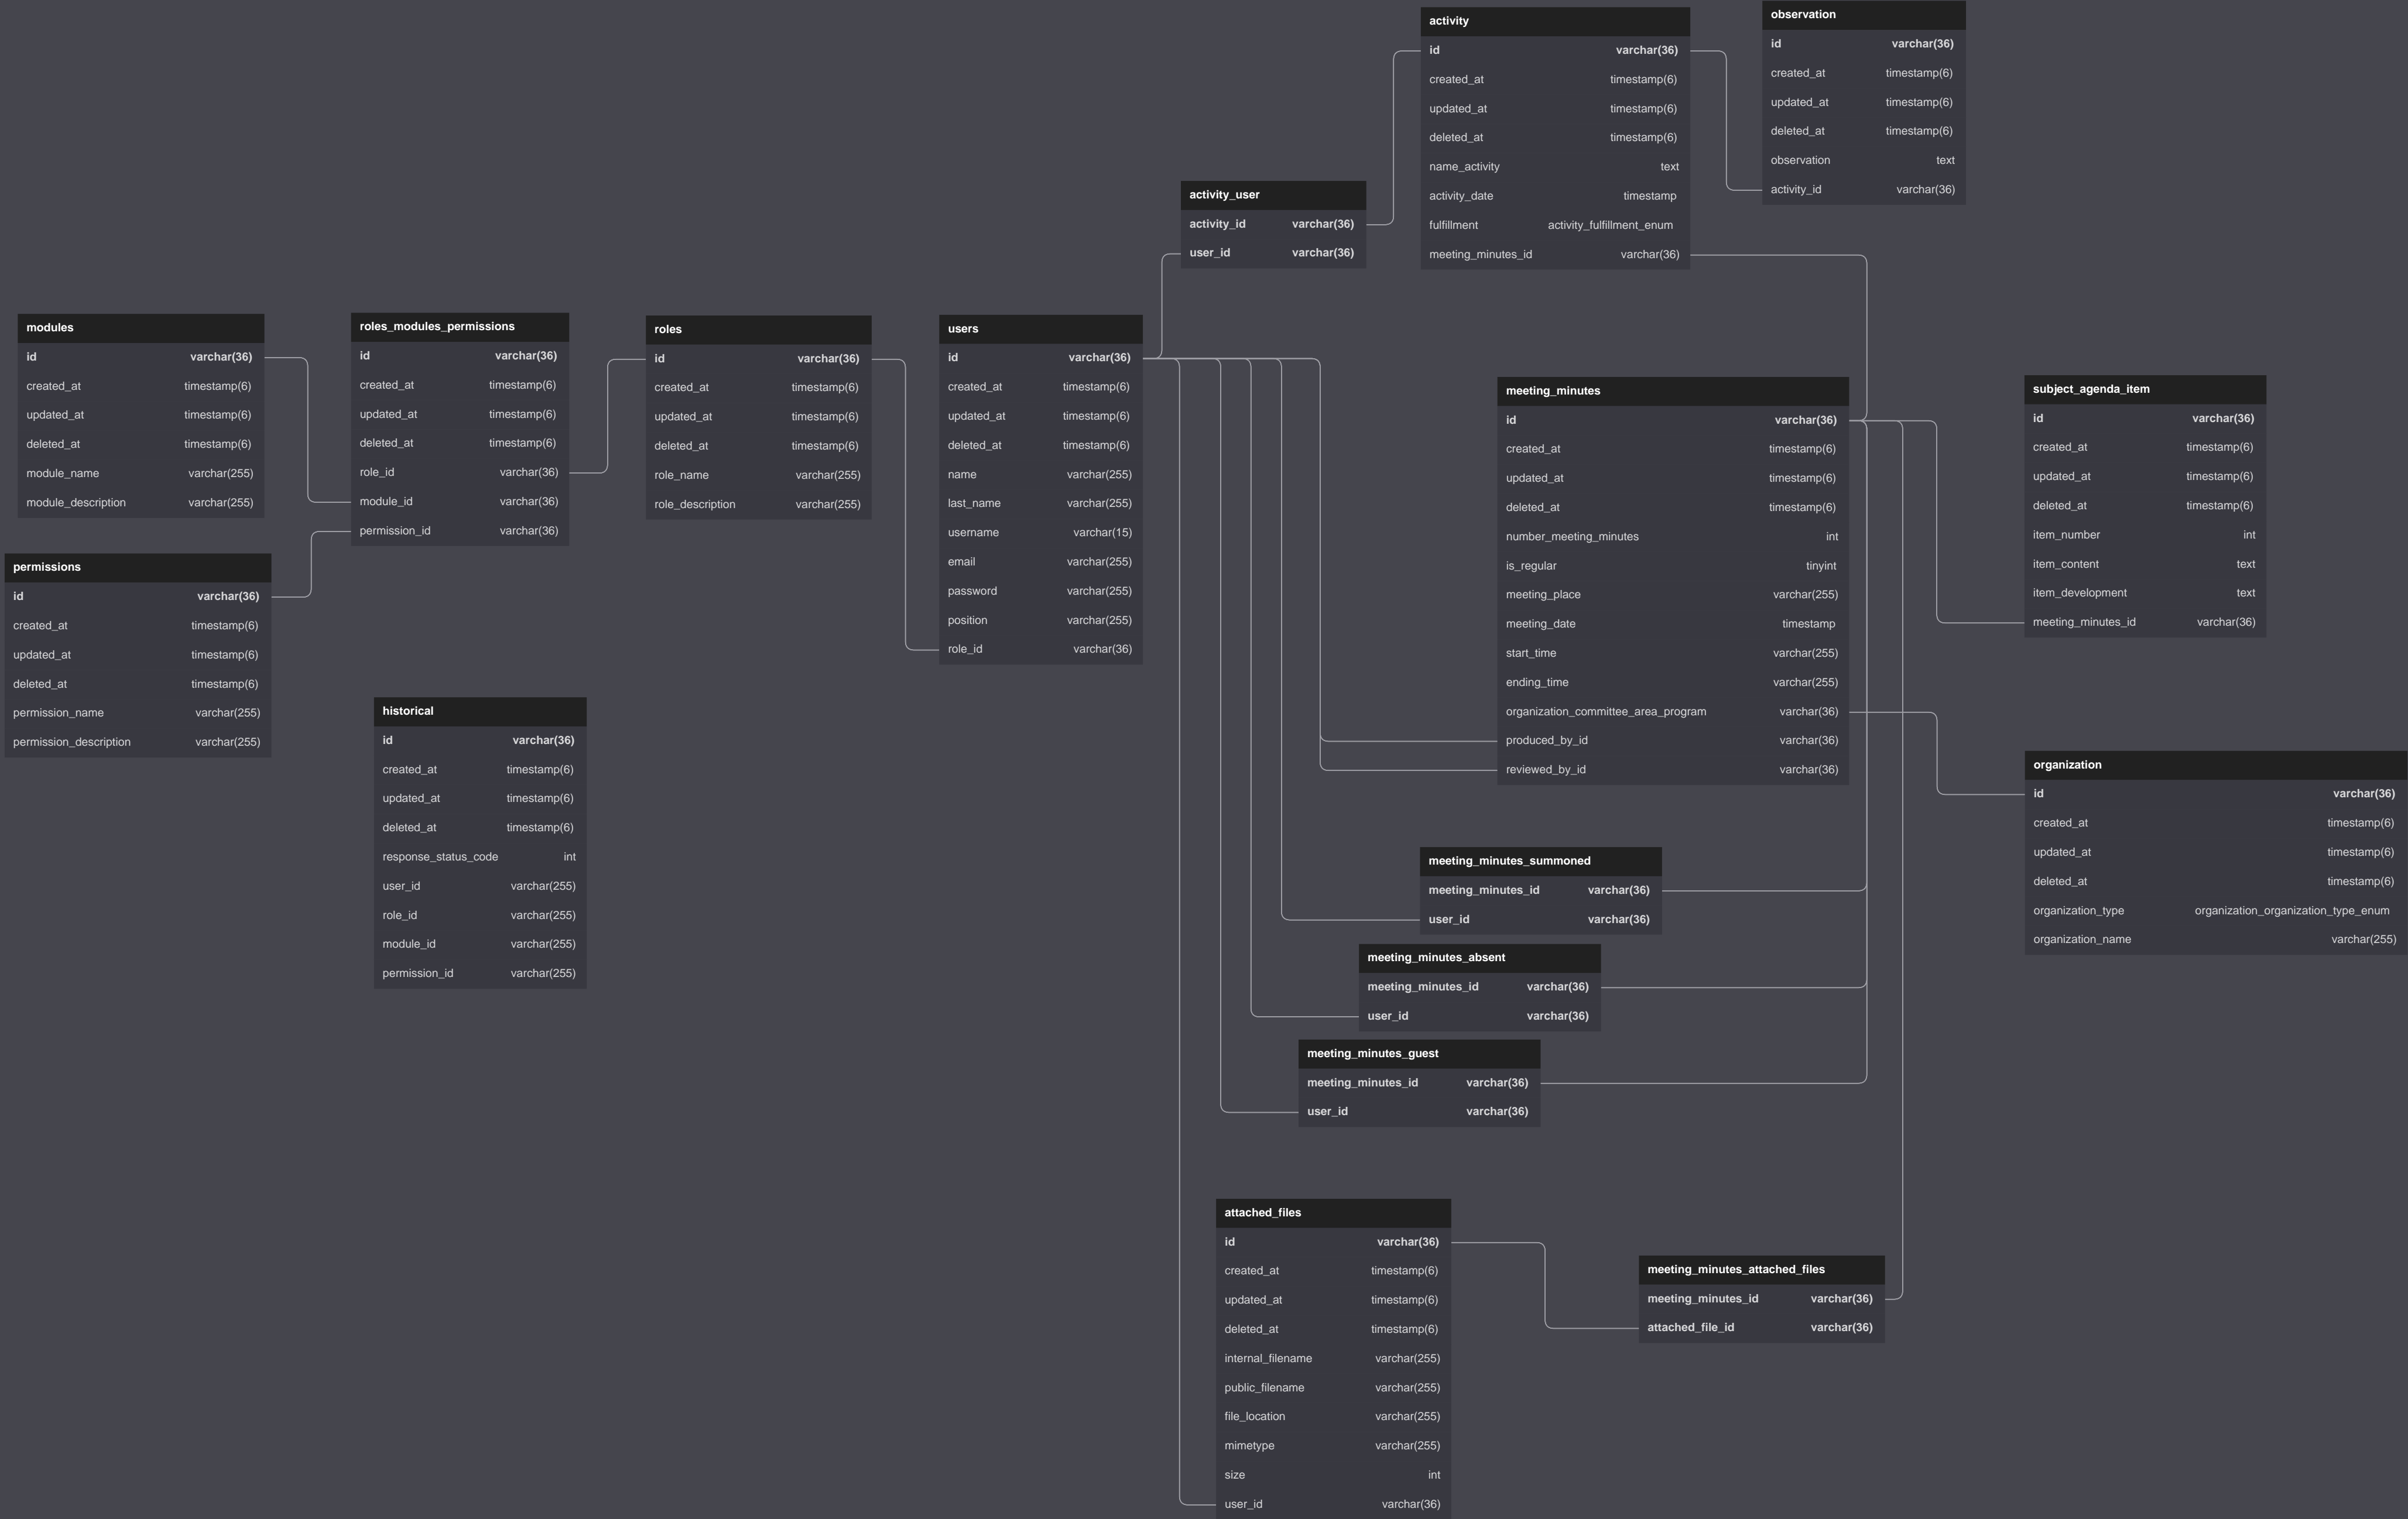 activity
id varchar(36)
created_at timestamp(6)
updated_at timestamp(6)
deleted_at timestamp(6)
name_activity text
activity_date timestamp
fulfillment activity_fulfillment_enum
meeting_minutes_id varchar(36)
observation
id varchar(36)
created_at timestamp(6)
updated_at timestamp(6)
deleted_at timestamp(6)
observation text
activity_id varchar(36)
activity_user
activity_id varchar(36)
user_id varchar(36)
modules
id varchar(36)
created_at timestamp(6)
updated_at timestamp(6)
deleted_at timestamp(6)
module_name varchar(255)
module_description varchar(255)
roles_modules_permissions
id varchar(36)
created_at timestamp(6)
updated_at timestamp(6)
deleted_at timestamp(6)
role_id varchar(36)
module_id varchar(36)
permission_id varchar(36)
roles
id varchar(36)
created_at timestamp(6)
updated_at timestamp(6)
deleted_at timestamp(6)
role_name varchar(255)
role_description varchar(255)
users
id varchar(36)
created_at timestamp(6)
updated_at timestamp(6)
deleted_at timestamp(6)
name varchar(255)
last_name varchar(255)
username varchar(15)
email varchar(255)
password varchar(255)
position varchar(255)
role_id varchar(36)
meeting_minutes
id varchar(36)
created_at timestamp(6)
updated_at timestamp(6)
deleted_at timestamp(6)
number_meeting_minutes int
is_regular tinyint
meeting_place varchar(255)
meeting_date timestamp
start_time varchar(255)
ending_time varchar(255)
organization_committee_area_program varchar(36)
produced_by_id varchar(36)
reviewed_by_id varchar(36)
subject_agenda_item
id varchar(36)
created_at timestamp(6)
updated_at timestamp(6)
deleted_at timestamp(6)
item_number int
item_content text
item_development text
meeting_minutes_id varchar(36)
permissions
id varchar(36)
created_at timestamp(6)
updated_at timestamp(6)
deleted_at timestamp(6)
permission_name varchar(255)
permission_description varchar(255)
historical
id varchar(36)
created_at timestamp(6)
updated_at timestamp(6)
deleted_at timestamp(6)
response_status_code int
user_id varchar(255)
role_id varchar(255)
module_id varchar(255)
permission_id varchar(255)
organization
id varchar(36)
created_at timestamp(6)
updated_at timestamp(6)
deleted_at timestamp(6)
organization_type organization_organization_type_enum
organization_name varchar(255)
meeting_minutes_summoned
meeting_minutes_id varchar(36)
user_id varchar(36)
meeting_minutes_absent
meeting_minutes_id varchar(36)
user_id varchar(36)
meeting_minutes_guest
meeting_minutes_id varchar(36)
user_id varchar(36)
attached_files
id varchar(36)
created_at timestamp(6)
updated_at timestamp(6)
deleted_at timestamp(6)
internal_filename varchar(255)
public_filename varchar(255)
file_location varchar(255)
mimetype varchar(255)
size int
user_id varchar(36)
meeting_minutes_attached_files
meeting_minutes_id varchar(36)
attached_file_id varchar(36)